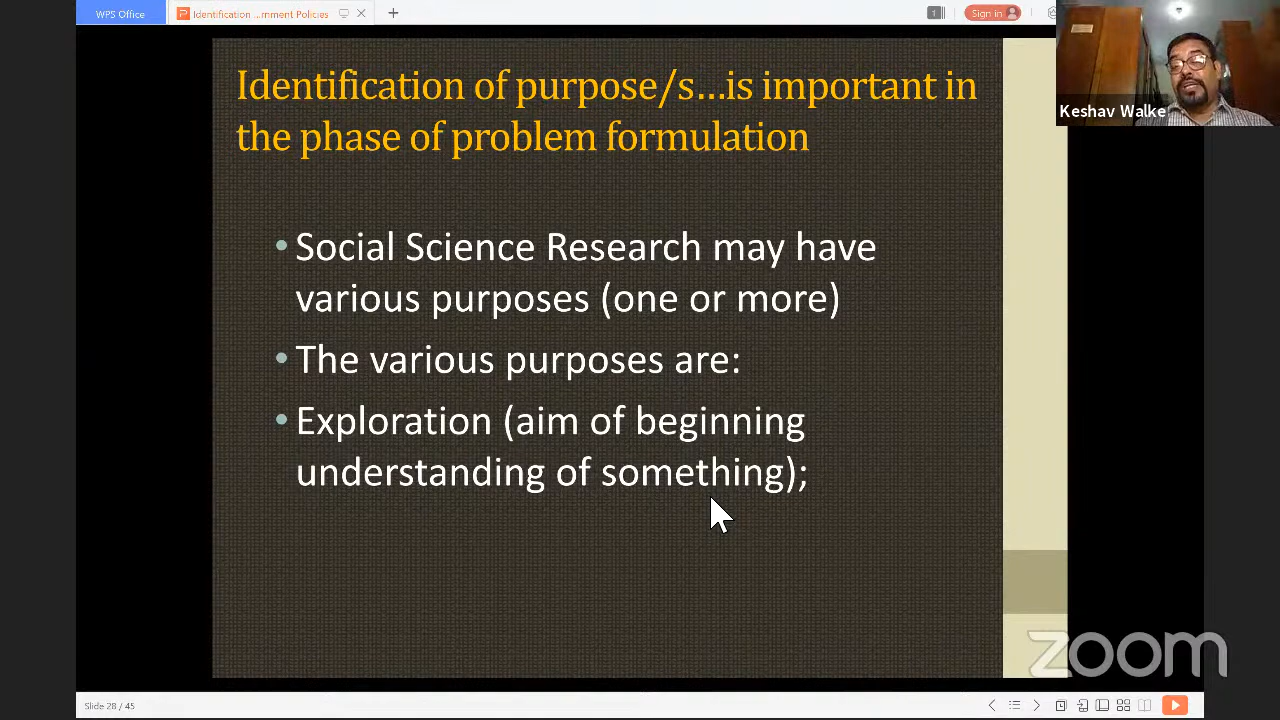 WPS Office
Identification ...rnment Policies
1
Sign in
Keshav Walke
Identification of purpose/s...is important in
the phase of problem formulation
• Social Science Research may have
various purposes (one or more)
• The various purposes are:
• Exploration (aim of beginning
understanding of something);
zoom
Slide 28 / 45